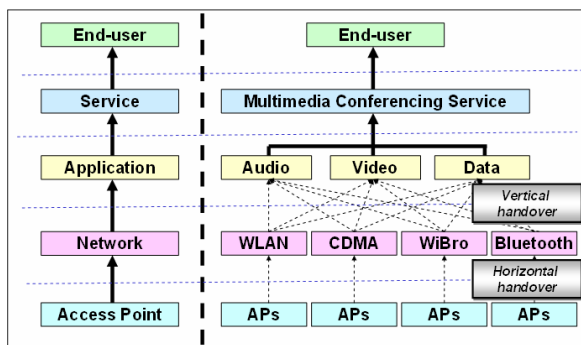 End-user
End-user
Service
Multimedia Conferencing Service
Application
Audio
Video
Data
Vertical
handover
Network
WLAN
CDMA
WiBro
Bluetooth
Horizontal
handover
Access Point
APs
APs
APs
APs